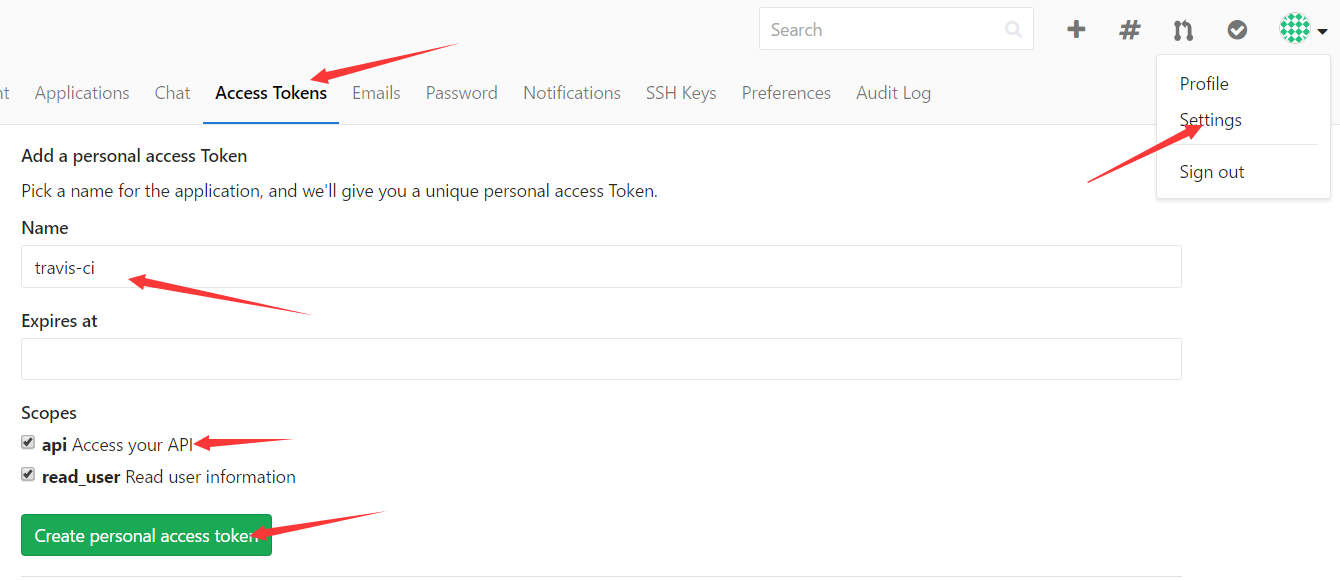 Search
nt Applications Chat Access Tokens Emails Password Notifications SSH Keys Preferences Audit Log
Profile
Settings
Sign out
Add a personal access Token
Pick a name for the application, and we'll give you a unique personal access Token.
Name
travis-ci
Expires at
Scopes
api Access your API
read_user Read user information
Create personal access token